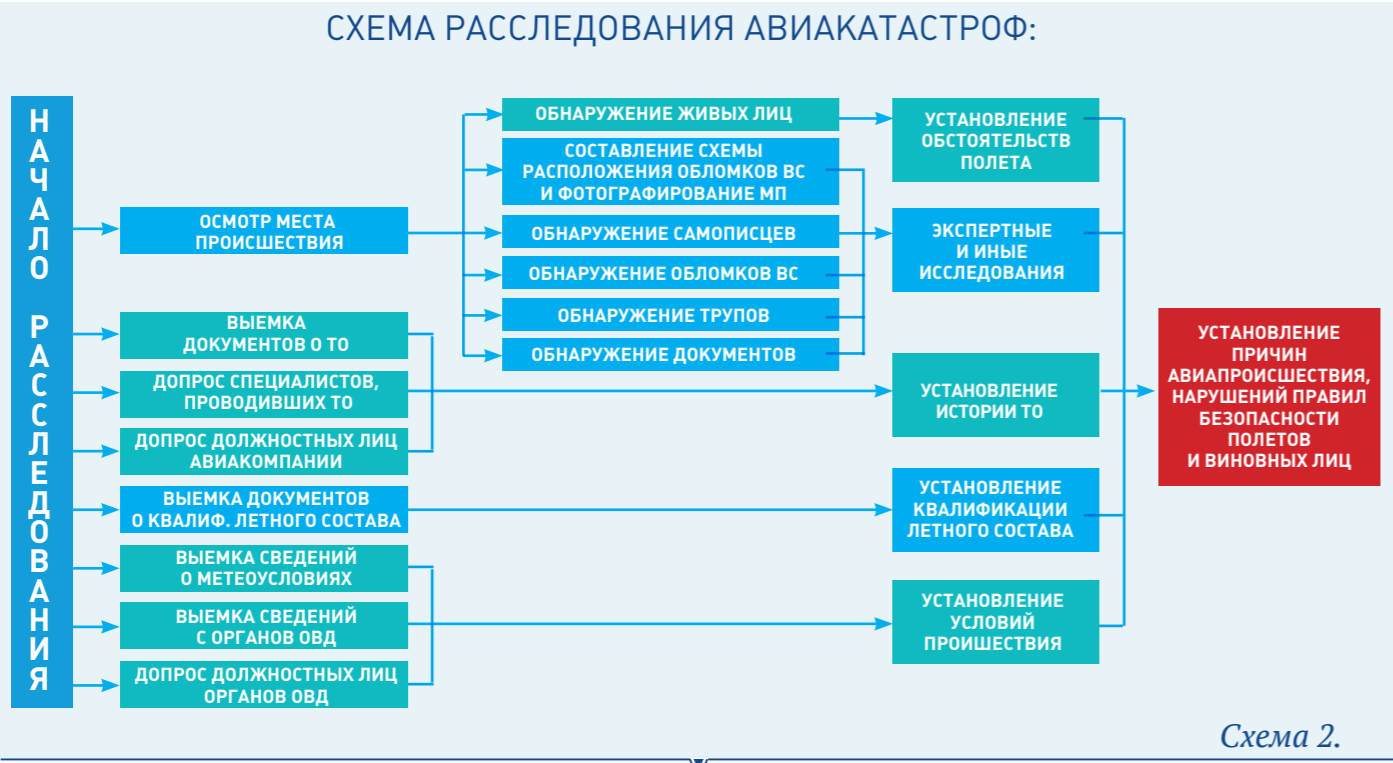 СХЕМА РАССЛЕДОВАНИЯ АВИАКАТАСТРОФ:
НАЧАЛО РАССЛЕДОВАНИЯ
ОСМОТР МЕСТА
ПРОИСШЕСТВИЯ
ВЫЕМКА
ДОКУМЕНТОВ О ТО
ДОПРОС СПЕЦИАЛИСТОВ,
ПРОВОДИВШИХ ТО
ДОПРОС ДОЛЖНОСТНЫХ ЛИЦ
АВИАКОМПАНИИ
ВЫЕМКА ДОКУМЕНТОВ
О КВАЛИФ. ЛЕТНОГО СОСТАВА
ВЫЕМКА СВЕДЕНИЙ
О МЕТЕОУСЛОВИЯХ
ВЫЕМКА СВЕДЕНИЙ
С ОРГАНОВ ОВД
ДОПРОС ДОЛЖНОСТНЫХ ЛИЦ
ОРГАНОВ ОВД
ОБНАРУЖЕНИЕ ЖИВЫХ ЛИЦ
СОСТАВЛЕНИЕ СХЕМЫ
РАСПОЛОЖЕНИЯ ОБЛОМКОВ ВС
И ФОТОГРАФИРОВАНИЕ МП
ОБНАРУЖЕНИЕ САМОПИСЦЕВ
ОБНАРУЖЕНИЕ ОБЛОМКОВ ВС
ОБНАРУЖЕНИЕ ТРУПОВ
ОБНАРУЖЕНИЕ ДОКУМЕНТОВ
УСТАНОВЛЕНИЕ
ОБСТОЯТЕЛЬСТВ
ПОЛЕТА
ЭКСПЕРТНЫЕ
И ИНЫЕ
ИССЛЕДОВАНИЯ
УСТАНОВЛЕНИЕ
ИСТОРИИ ТО
УСТАНОВЛЕНИЕ
КВАЛИФИКАЦИИ
ЛЕТНОГО СОСТАВА
УСТАНОВЛЕНИЕ
УСЛОВИЙ
ПРОИШЕСТВИЯ
УСТАНОВЛЕНИЕ
ПРИЧИН
АВИАПРОИСШЕСТВИЯ,
НАРУШЕНИЙ ПРАВИЛ
БЕЗОПАСНОСТИ
ПОЛЕТОВ
И ВИНОВНЫХ ЛИЦ
Схема 2.